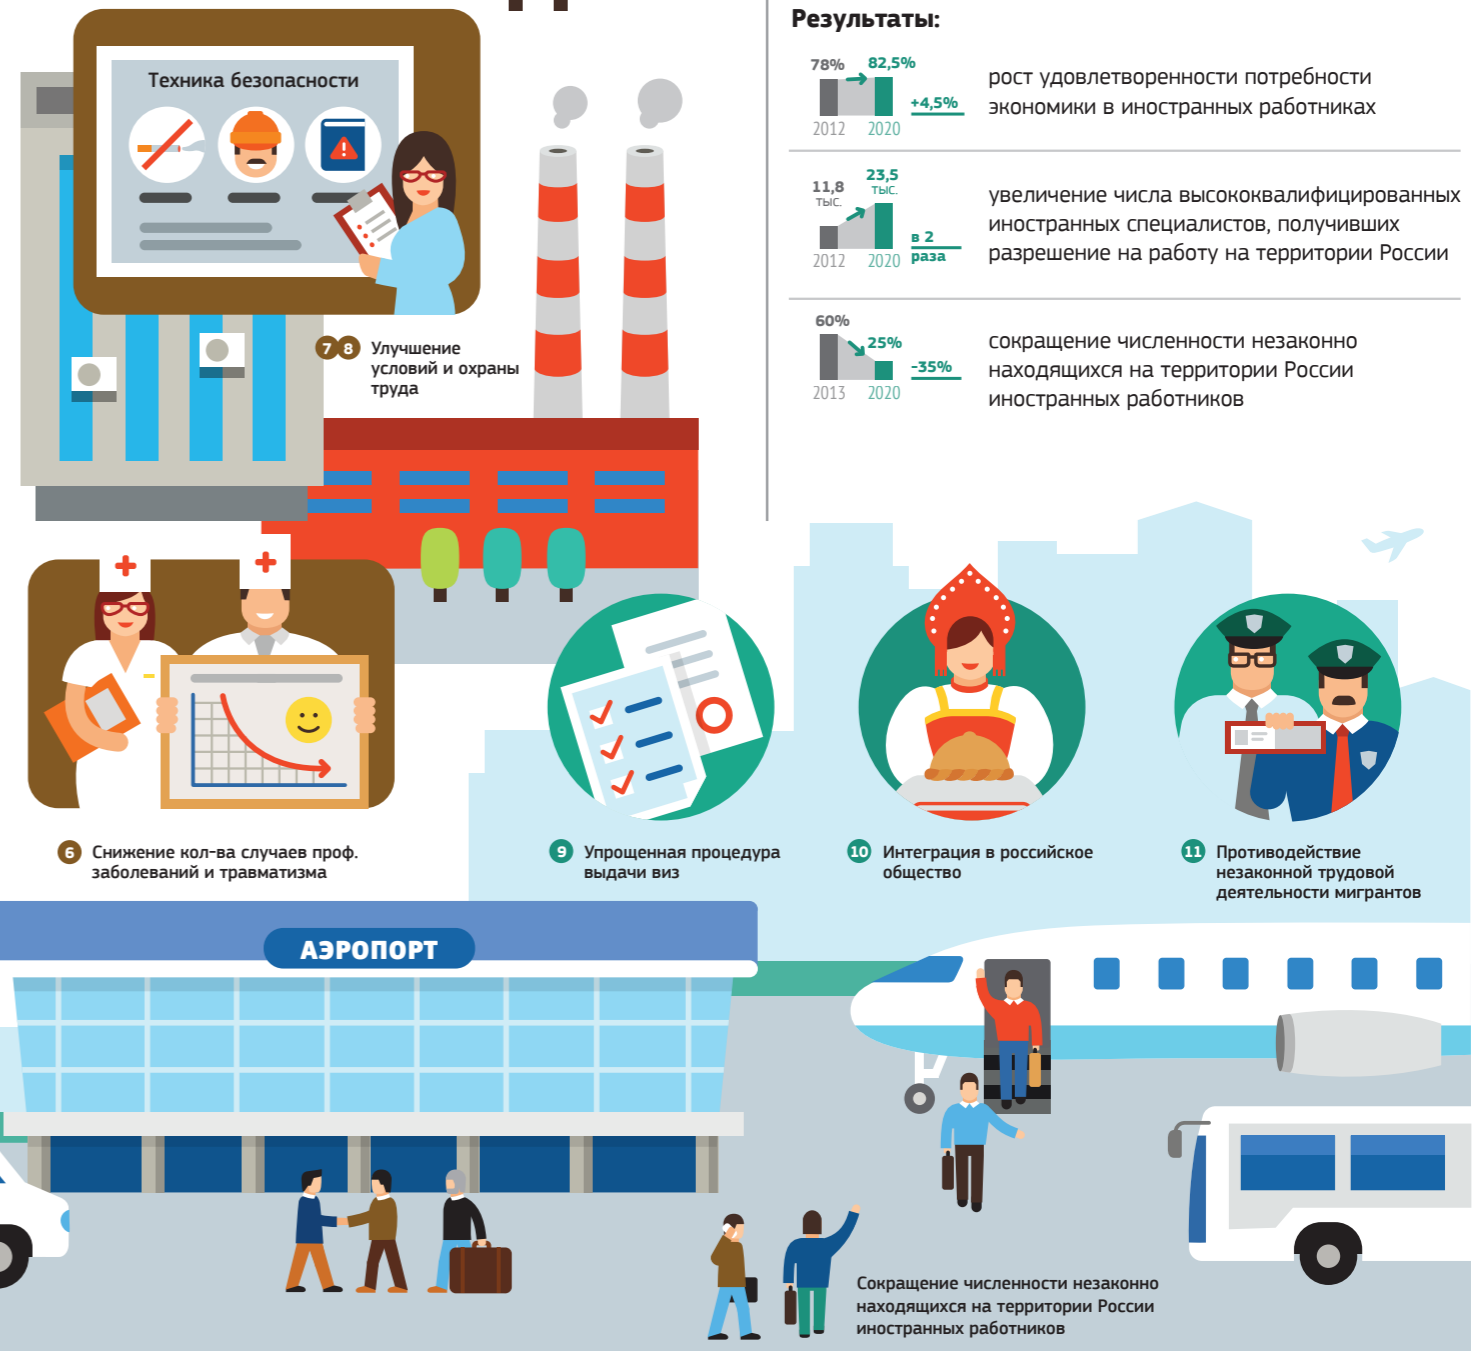 Результаты:
78%
82,5%
+4,5%
2012
2020
рост удовлетворенности потребности
экономики в иностранных работниках
11,8
тыс.
23,5
тыс.
в 2
раза
2012
2020
увеличение числа высококвалифицированных
иностранных специалистов, получивших
разрешение на работу на территории России
60%
25%
-35%
2013
2020
сокращение численности незаконно
находящихся на территории России
иностранных работников
Техника безопасности
7 8 Улучшение
условий и охраны
труда
6 Снижение кол-ва случаев проф.
заболеваний и травматизма
9 Упрощенная процедура
выдачи виз
10 Интеграция в российское
общество
11 Противодействие
незаконной трудовой
деятельности мигрантов
АЭРОПОРТ
Сокращение численности незаконно
находящихся на территории России
иностранных работников